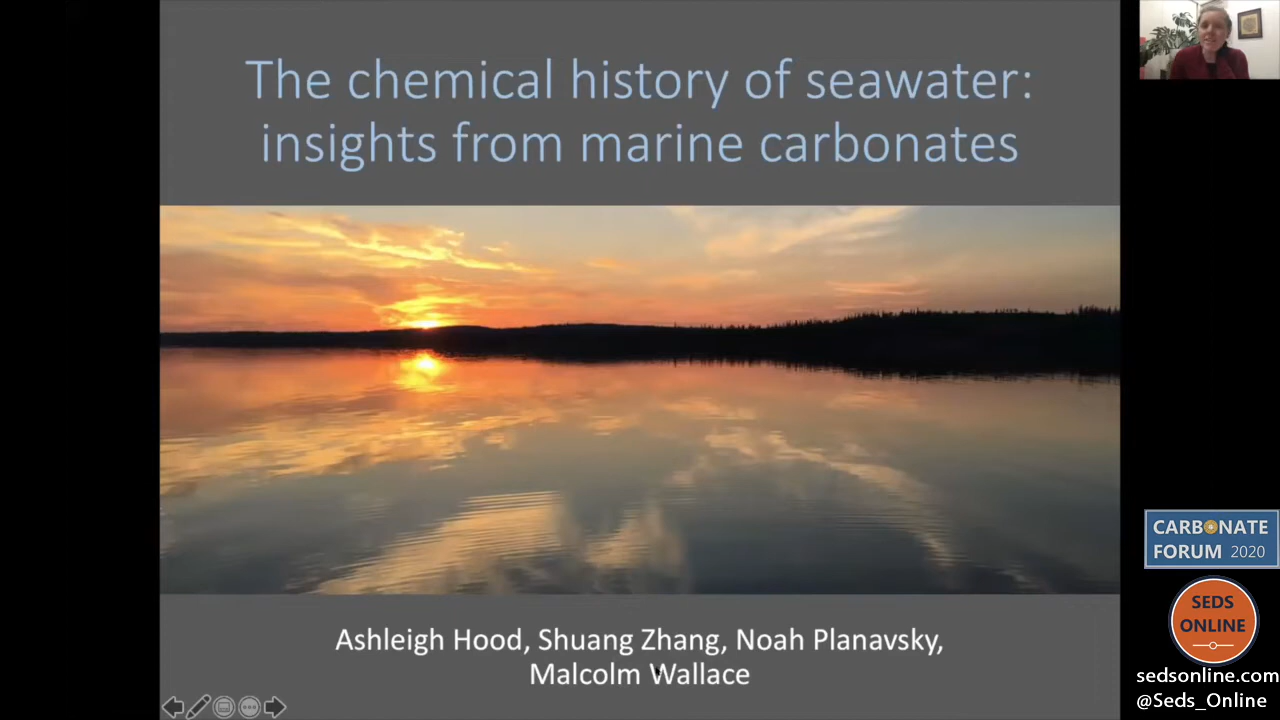 The chemical history of seawater:
insights from marine carbonates
Ashleigh Hood, Shuang Zhang, Noah Planavsky,
Malcolm Wallace
CARBONATE
FORUM 2020
SEDS
ONLINE
sedsonline.com
@Seds_Online